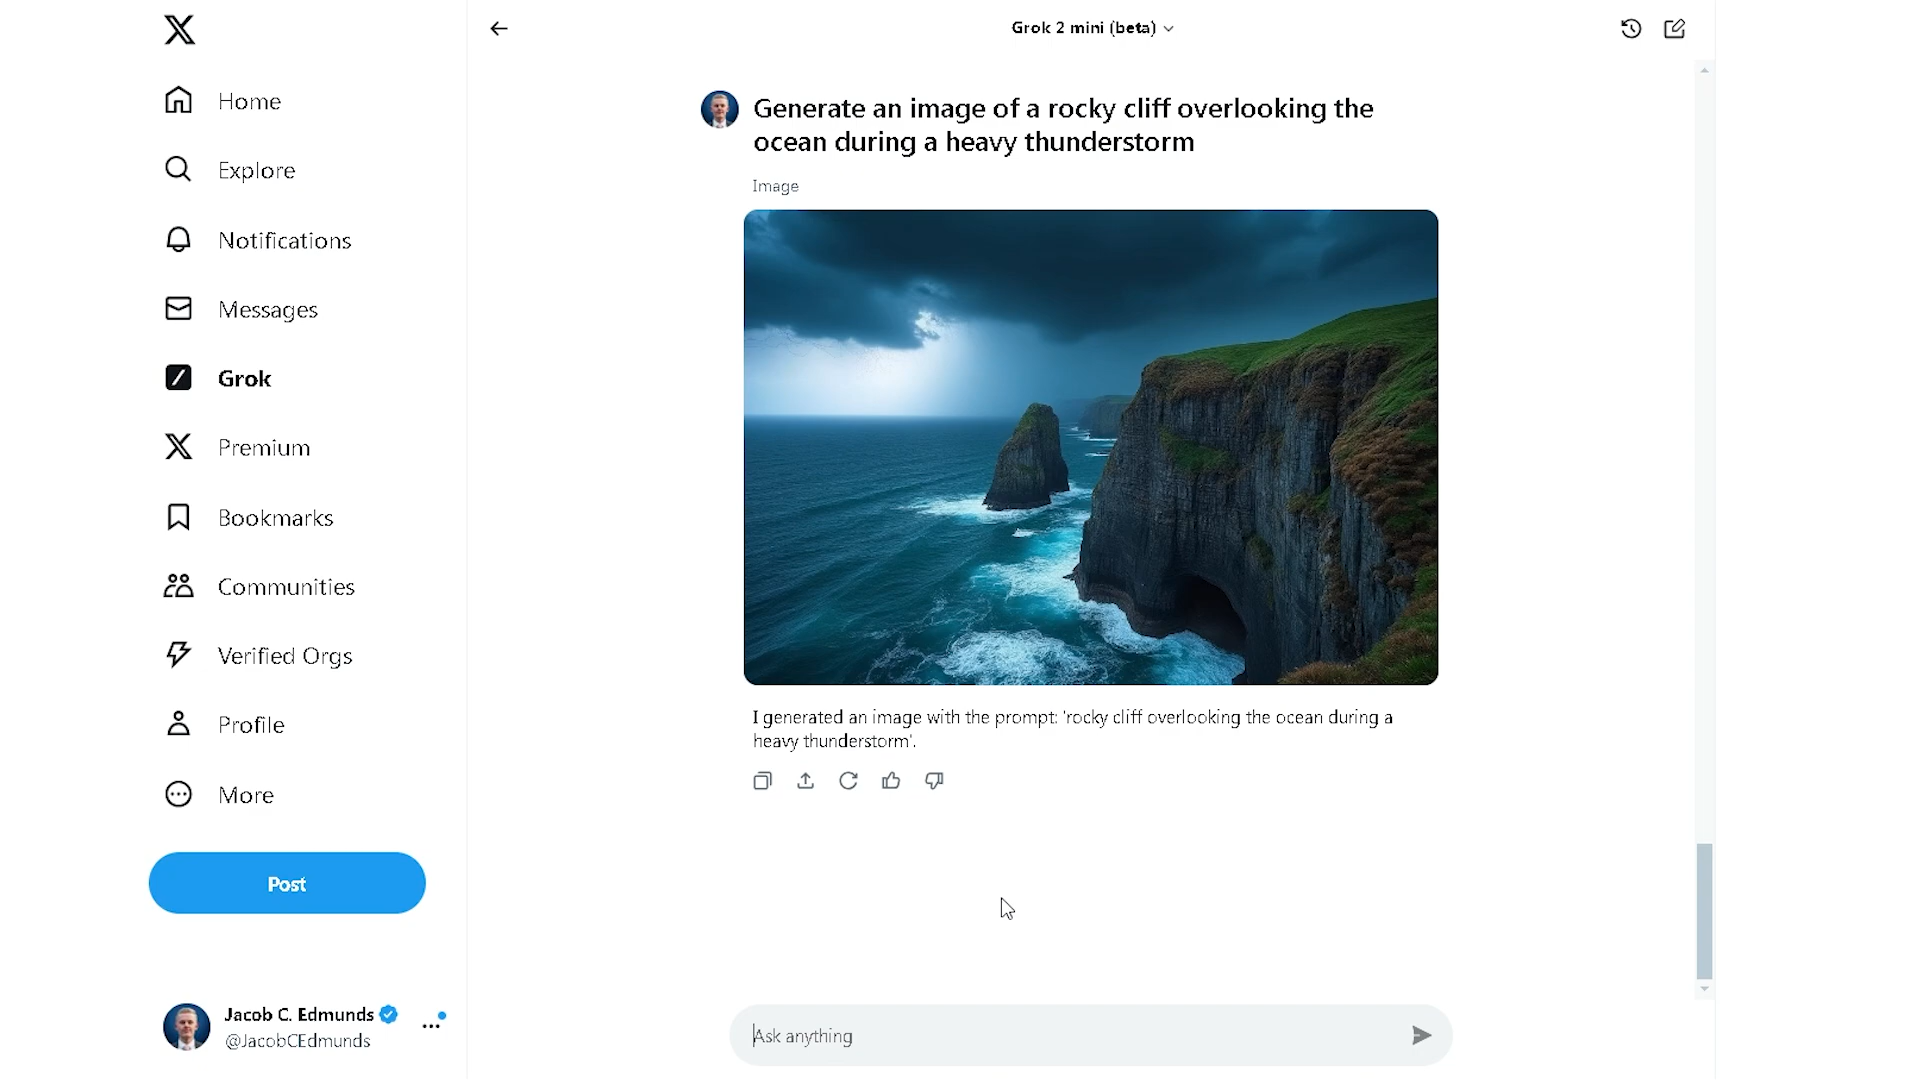 Home
Explore
Notifications
Messages
Grok
Premium
Bookmarks
Communities
Verified Orgs
Profile
More
Post
Jacob C. Edmunds
@JacobCEdmunds
Grok 2 mini (beta)
Generate an image of a rocky cliff overlooking the
ocean during a heavy thunderstorm
Image
I generated an image with the prompt: 'rocky cliff overlooking the ocean during a
heavy thunderstorm'.
Ask anything